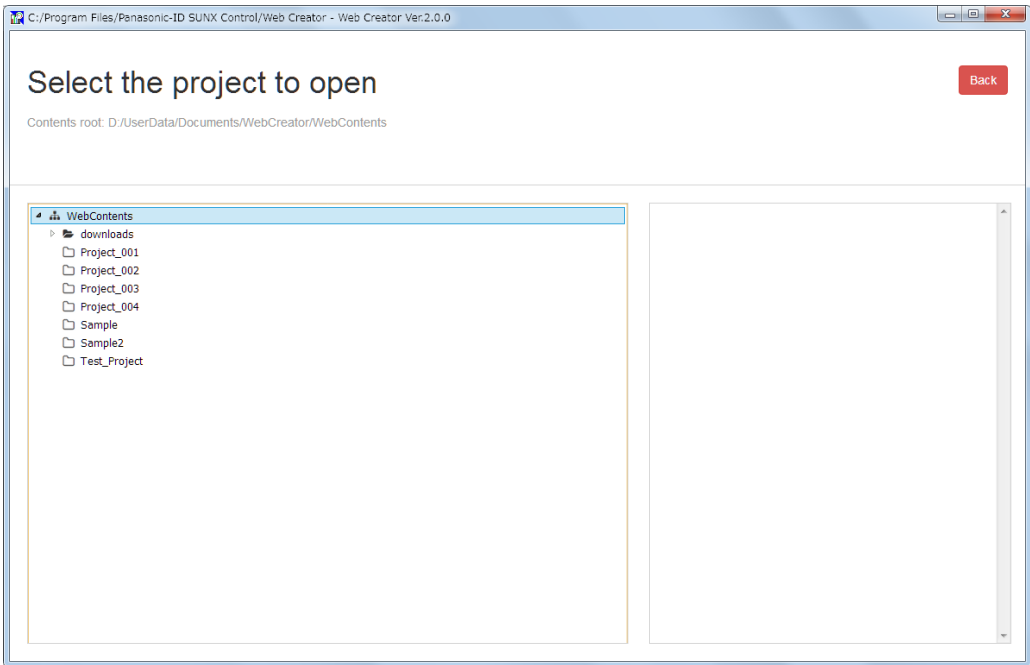 C:/Program Files/Panasonic-ID SUNX Control/Web Creator - Web Creator Ver.2.0.0
Select the project to open
Back
Contents root: D:/UserData/Documents/WebCreator/WebContents
WebContents
downloads
Project_001
Project_002
Project_003
Project_004
Sample
Sample2
Test_Project